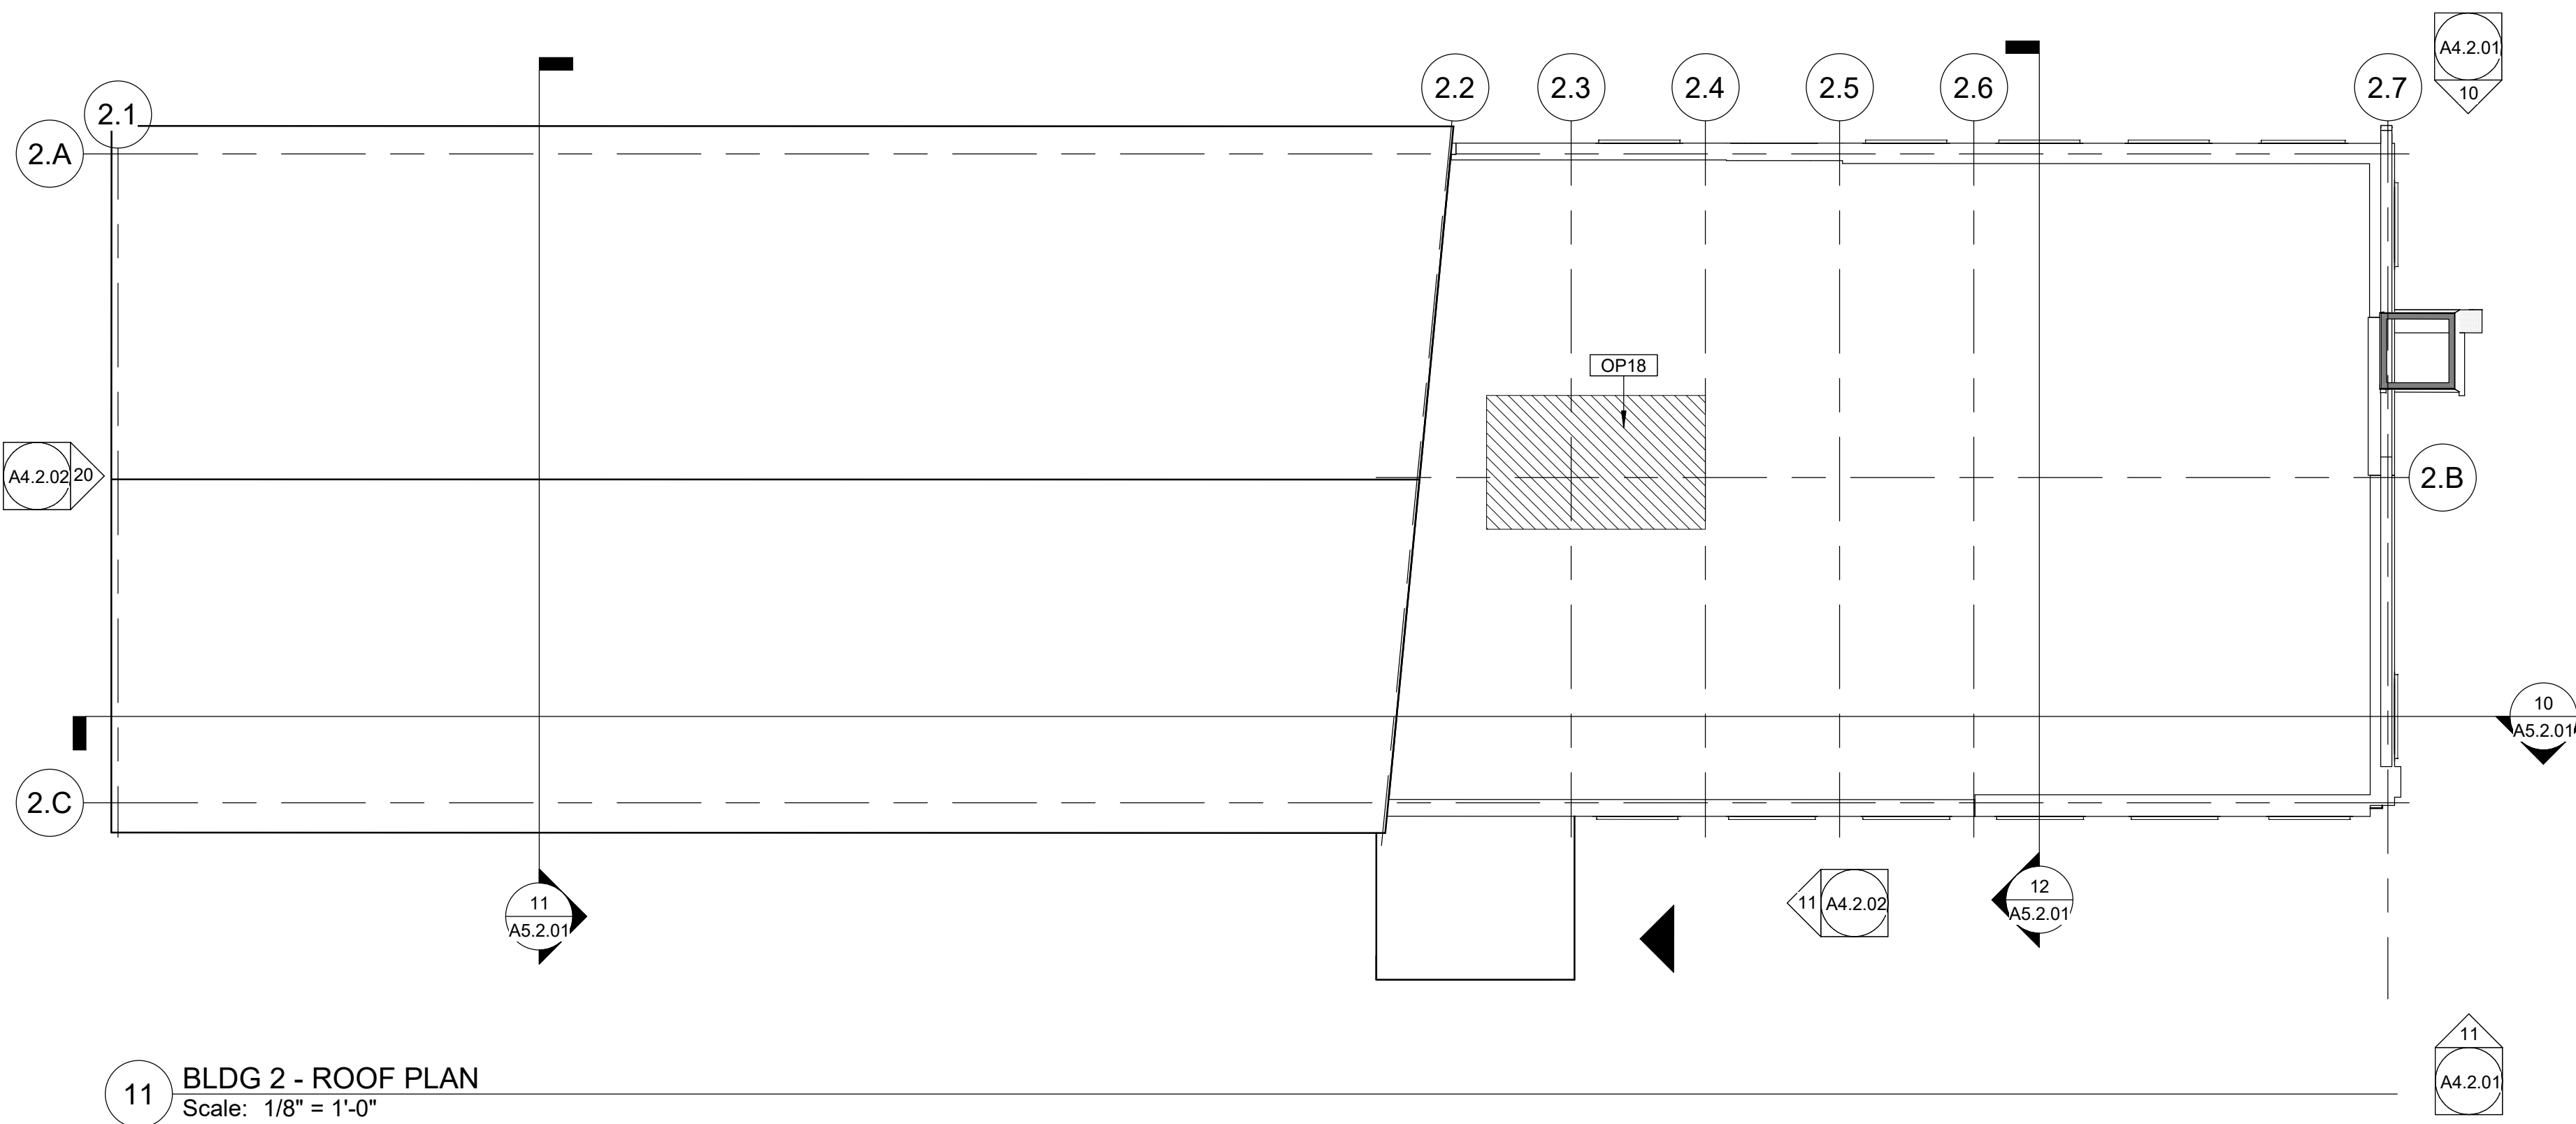 A4.2.01
10
2.1
2.2
2.3
2.4
2.5
2.6
2.7
2.A
OP18
A4.2.02
20
2.B
10
A5.2.01
2.C
11
A5.2.01
11
A4.2.02
12
A5.2.01
11
A4.2.01
11
BLDG 2 - ROOF PLAN
Scale: 1/8" = 1'-0"